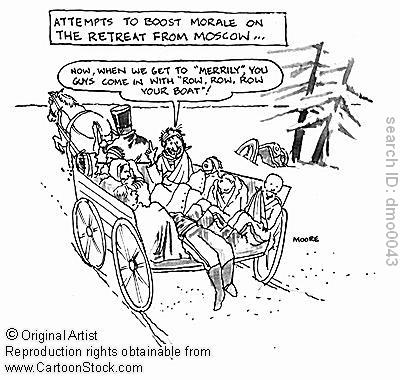 ATTEMPTS TO BOOST MORALE ON
THE RETREAT FROM MOSCOW...
NOW, WHEN WE GET TO "MERRILY", YOU
GUYS COME IN WITH "ROW, ROW, ROW
YOUR BOAT"!
MOORE
search ID: dmo0043
© Original Artist
Reproduction rights obtainable from
www.CartoonStock.com